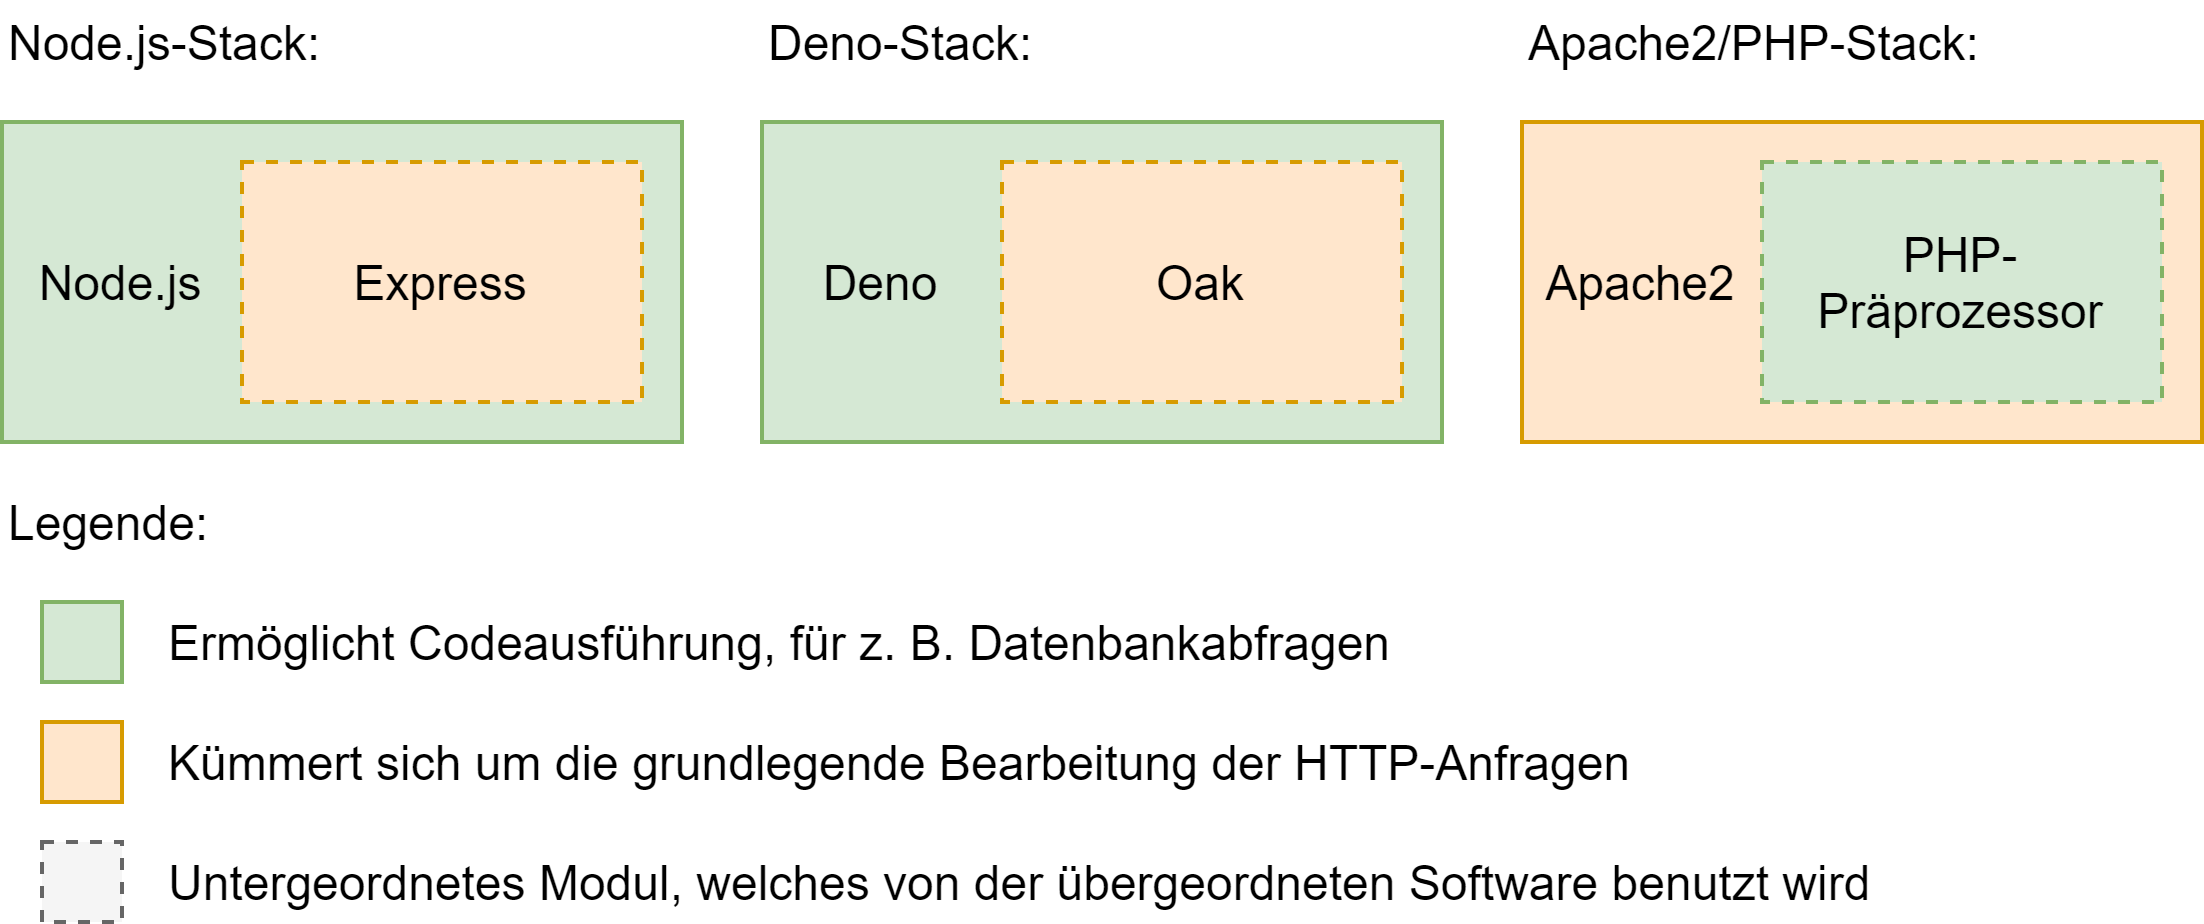 Node.js-Stack:
Deno-Stack:
Apache2/PHP-Stack:
Node.js
Express
Deno
Oak
Apache2
PHP-
Präprozessor
Legende:
Ermöglicht Codeausführung, für z. B. Datenbankabfragen
Kümmert sich um die grundlegende Bearbeitung der HTTP-Anfragen
Untergeordnetes Modul, welches von der übergeordneten Software benutzt wird